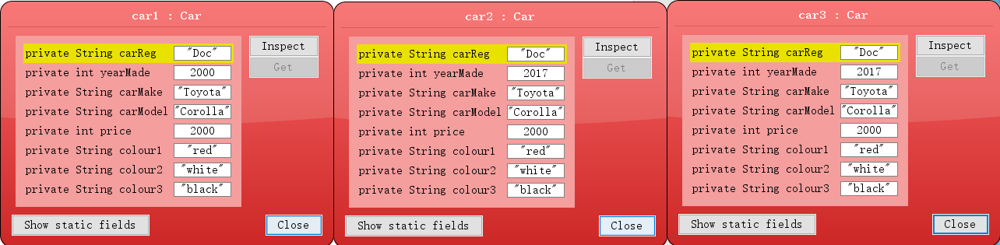 car1 : Car
private String carReg "Doc"
Inspect
private int yearMade 2000
Get
private String carMake "Toyota"
private String carModel "Corolla"
private int price 2000
private String colour1 "red"
private String colour2 "white"
private String colour3 "black"
Show static fields
Close
car2 : Car
private String carReg "Doc"
Inspect
private int yearMade 2017
Get
private String carMake "Toyota"
private String carModel "Corolla"
private int price 2000
private String colour1 "red"
private String colour2 "white"
private String colour3 "black"
Show static fields
Close
car3 : Car
private String carReg "Doc"
Inspect
private int yearMade 2017
Get
private String carMake "Toyota"
private String carModel "Corolla"
private int price 2000
private String colour1 "red"
private String colour2 "white"
private String colour3 "black"
Show static fields
Close